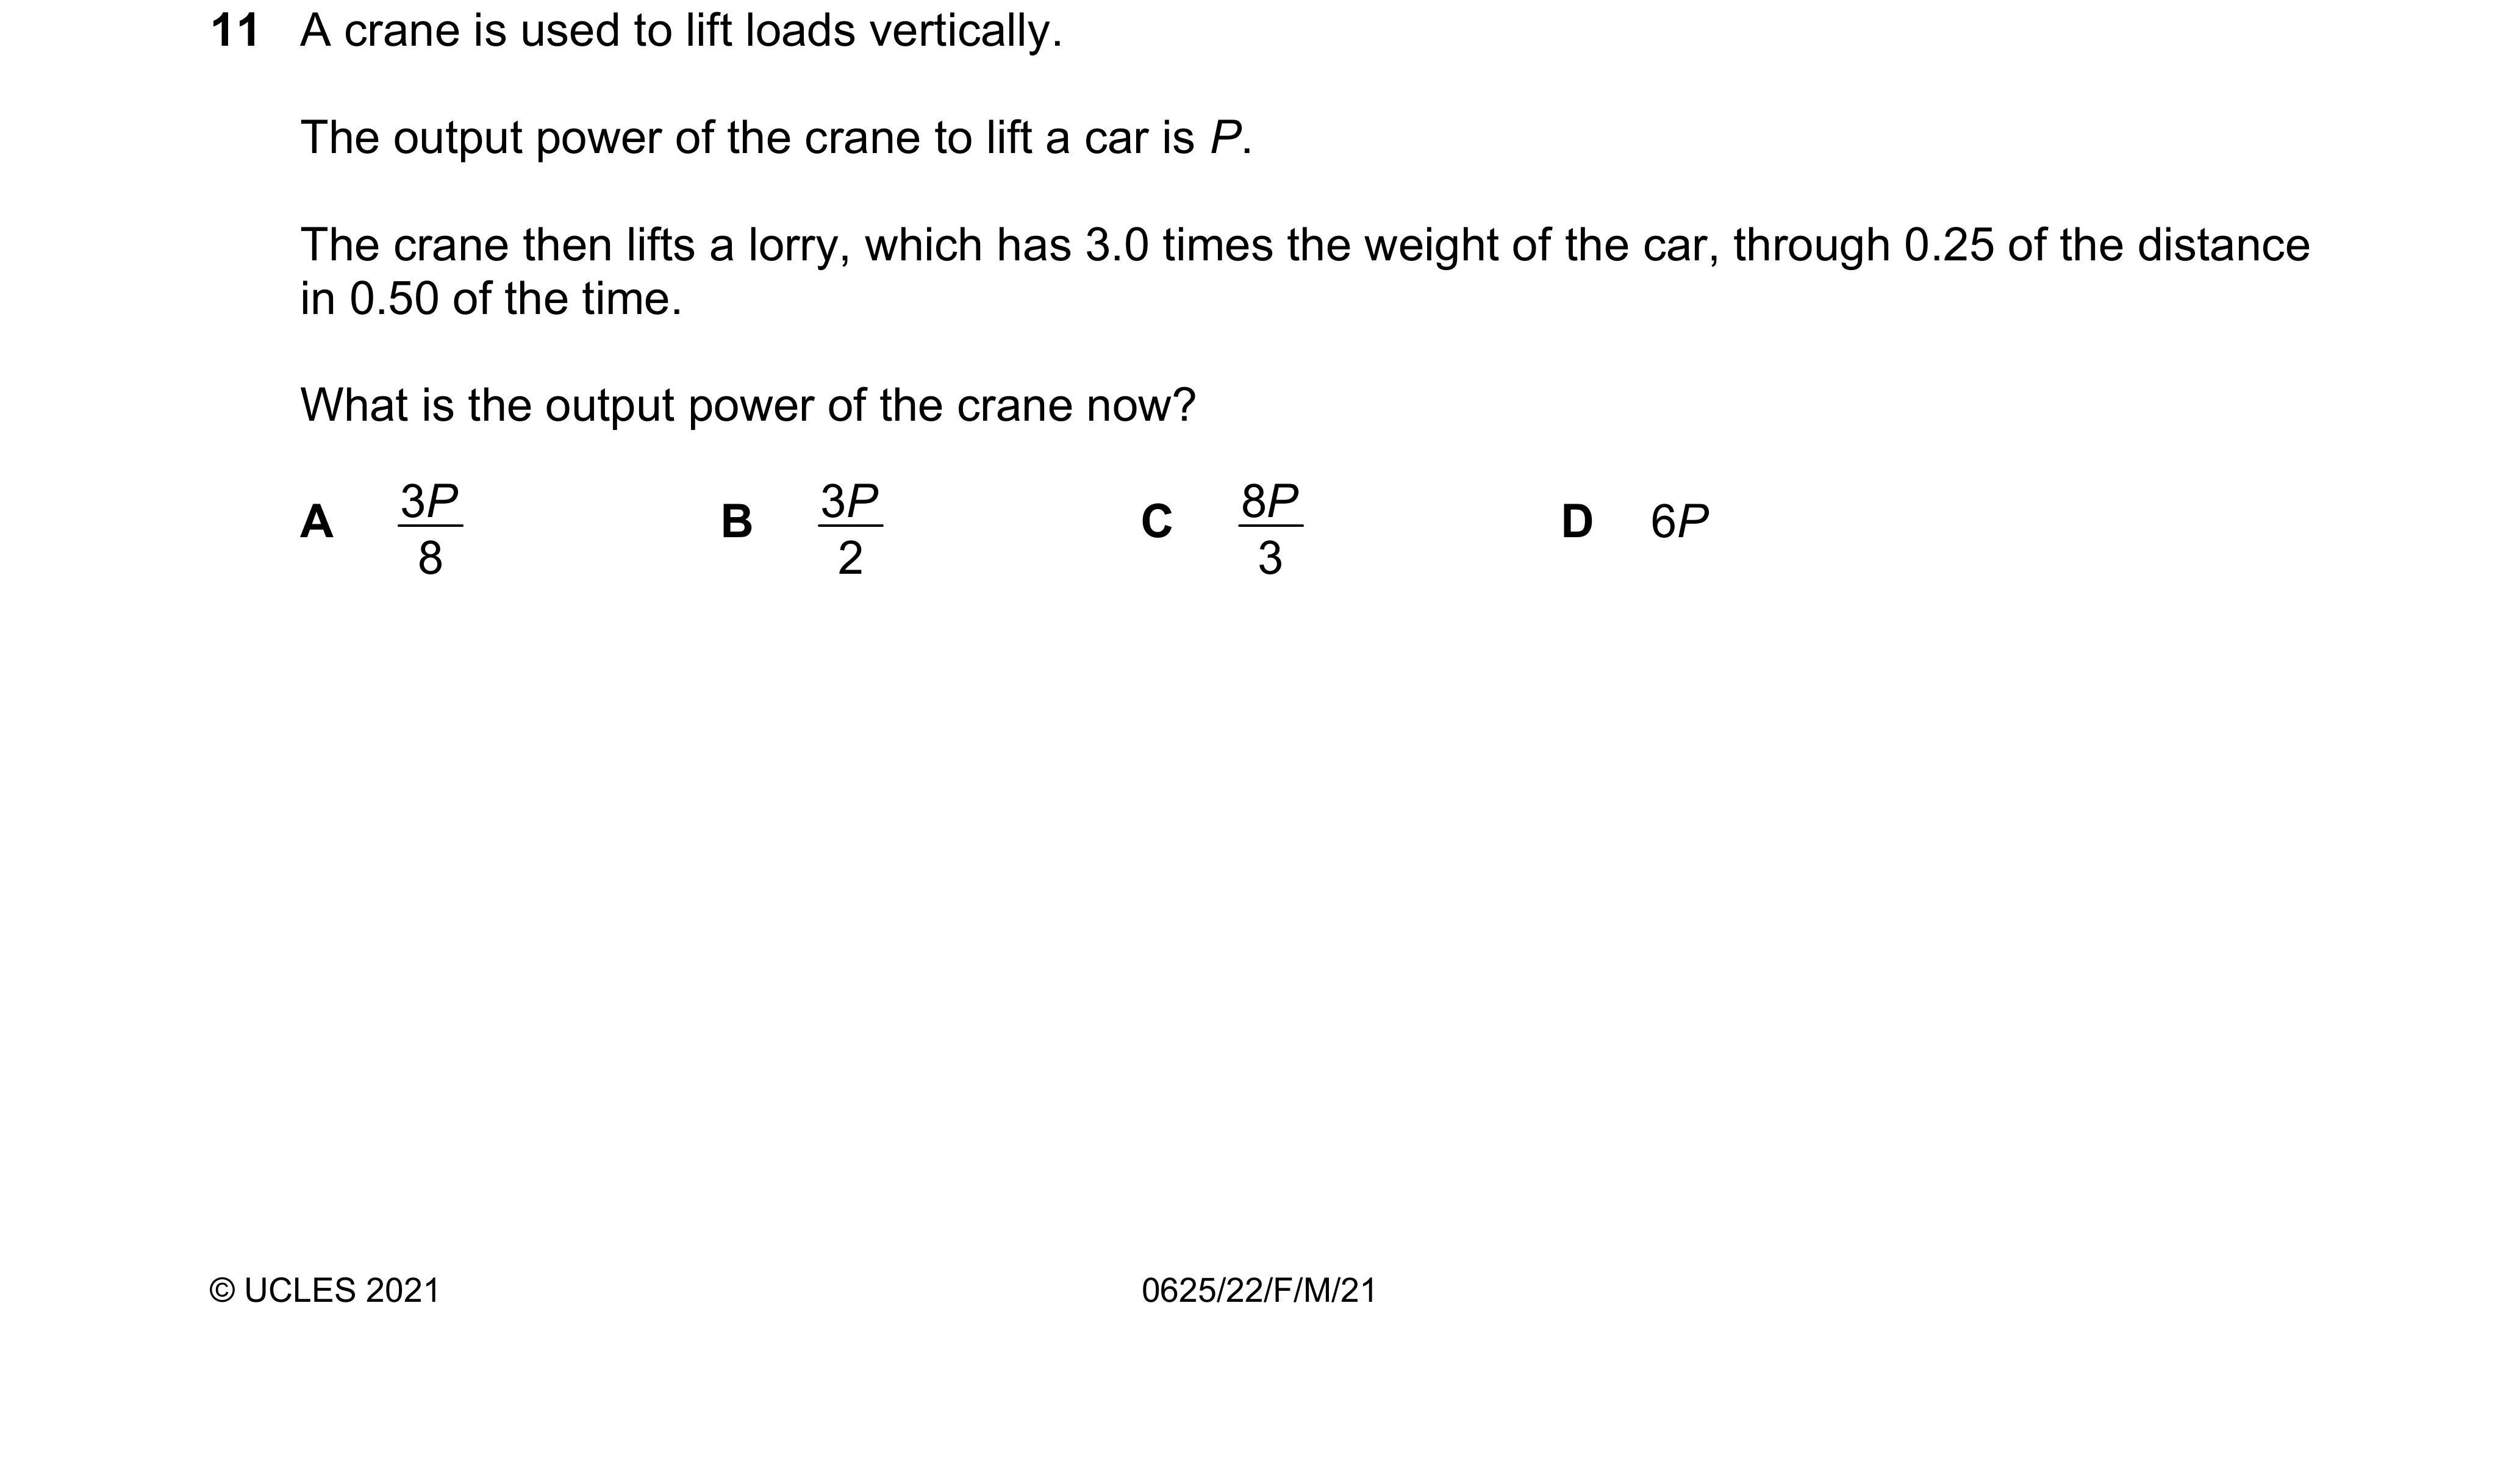 11 A crane is used to lift loads vertically.
The output power of the crane to lift a car is P.
The crane then lifts a lorry, which has 3.0 times the weight of the car, through 0.25 of the distance
in 0.50 of the time.
What is the output power of the crane now?
A 3P/8 B 3P/2 C 8P/3 D 6P
© UCLES 2021 0625/22/F/M/21